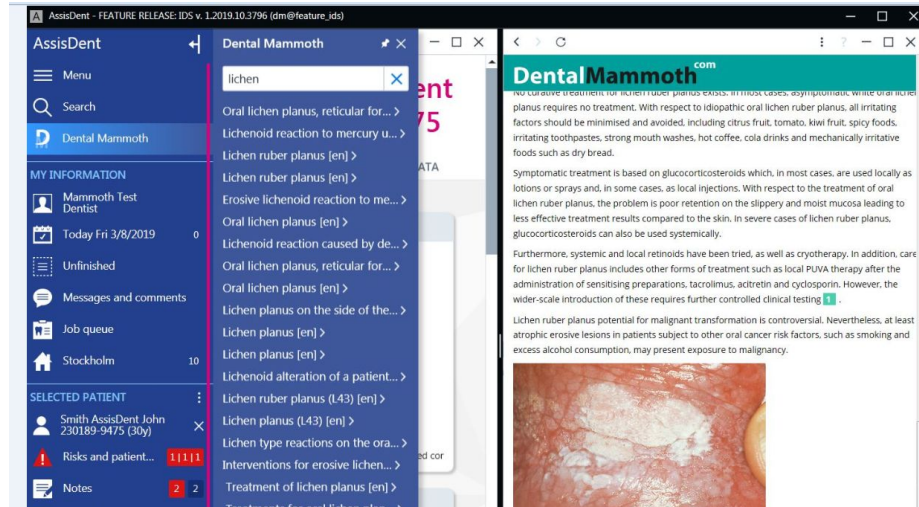 AssisDent - FEATURE RELEASE: IDS v. 1.2019.10.3796 (dm@feature_ids)
AssisDent
Menu
Search
Dental Mammoth
MY INFORMATION
Mammoth Test
Dentist
Today Fri 3/8/2019 0
Unfinished
Messages and comments
Job queue
Stockholm 10
SELECTED PATIENT
Smith AssisDent John
230189-9475 (30y)
Risks and patient... 1|1|1
Notes 2 2
Dental Mammoth
lichen
Oral lichen planus, reticular for... >
Lichenoid reaction to mercury u... >
Lichen ruber planus [en] >
Lichen ruber planus [en] >
Erosive lichenoid reaction to me... >
Oral lichen planus [en] >
Lichenoid reaction caused by de... >
Oral lichen planus, reticular for... >
Oral lichen planus [en] >
Lichen planus on the side of the... >
Lichen planus [en] >
Lichen planus [en] >
Lichenoid alteration of a patient... >
Lichen ruber planus (L43) [en] >
Lichen planus (L43) [en] >
Lichen type reactions on the ora... >
Interventions for erosive lichen... >
Treatment of lichen planus [en] >
ent
75
ATA
ed cor
DentalMammoth.com
No curative treatment for lichen ruber planus exists. In most cases, asymptomatic white oral lichen
planus requires no treatment. With respect to idiopathic oral lichen ruber planus, all irritating
factors should be minimised and avoided, including citrus fruit, tomato, kiwi fruit, spicy foods,
irritating toothpastes, strong mouth washes, hot coffee, cola drinks and mechanically irritative
foods such as dry bread.
Symptomatic treatment is based on glucocorticosteroids which, in most cases, are used locally as
lotions or sprays and, in some cases, as local injections. With respect to the treatment of oral
lichen ruber planus, the problem is poor retention on the slippery and moist mucosa leading to
less effective treatment results compared to the skin. In severe cases of lichen ruber planus,
glucocorticosteroids can also be used systemically.
Furthermore, systemic and local retinoids have been tried, as well as cryotherapy. In addition, care
for lichen ruber planus includes other forms of treatment such as local PUVA therapy after the
administration of sensitising preparations, tacrolimus, acitretin and cyclosporin. However, the
wider-scale introduction of these requires further controlled clinical testing 1 .
Lichen ruber planus potential for malignant transformation is controversial. Nevertheless, at least
atrophic erosive lesions in patients subject to other oral cancer risk factors, such as smoking and
excess alcohol consumption, may present exposure to malignancy.